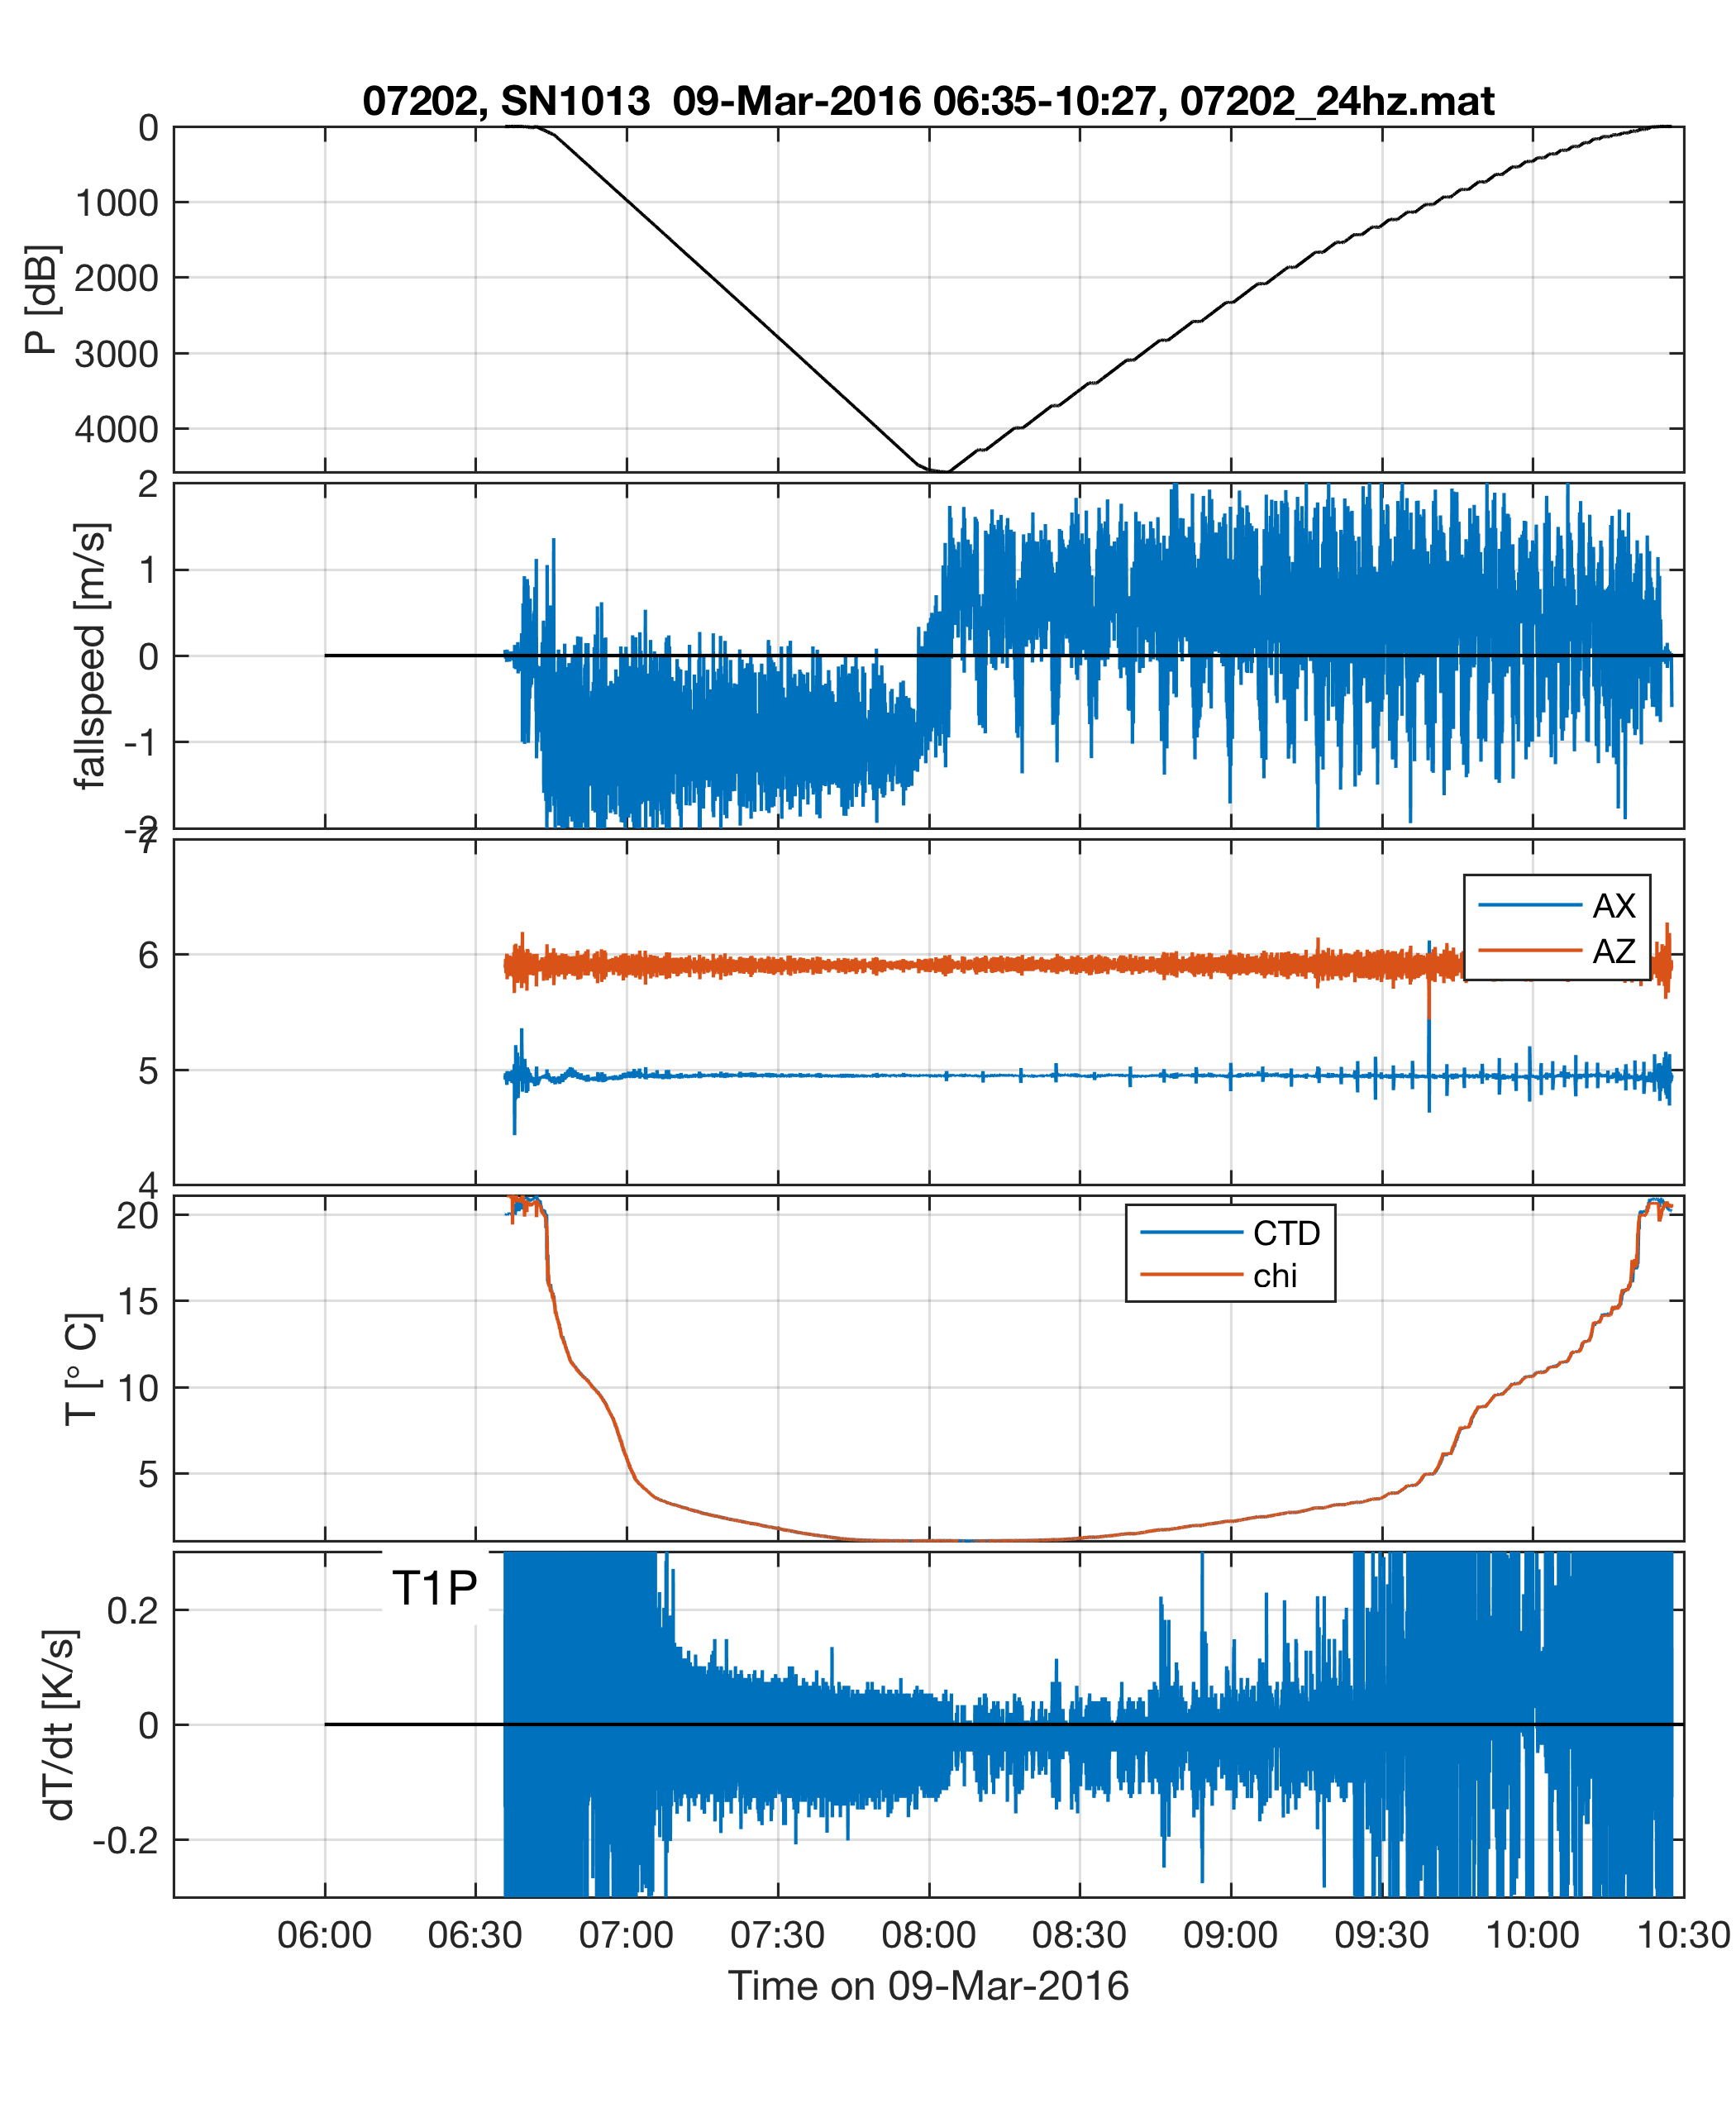 07202, SN1013  09-Mar-2016 06:35-10:27, 07202_24hz.mat
P [dB]
0
1000
2000
3000
4000
fallspeed [m/s]
2
1
0
-1
-2
7
6
5
4
AX
AZ
T [° C]
20
15
10
5
CTD
chi
dT/dt [K/s]
T1P
0.2
0
-0.2
06:00 06:30 07:00 07:30 08:00 08:30 09:00 09:30 10:00 10:30
Time on 09-Mar-2016